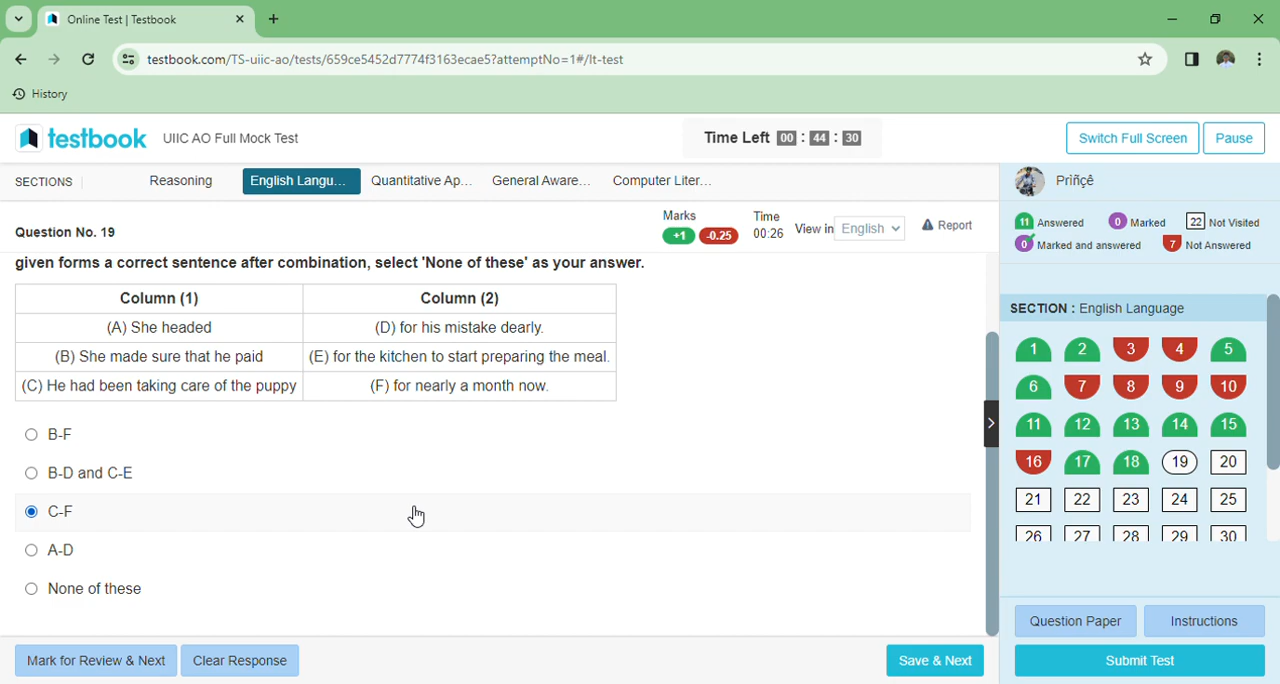 Online Test | Testbook
testbook.com/TS-uiic-ao/tests/659ce5452d7774f3163ecae5?attemptNo=1#/lt-test
History
testbook UIIC AO Full Mock Test Time Left 00 : 44 : 30 Switch Full Screen Pause
SECTIONS Reasoning English Langu... Quantitative Ap... General Aware... Computer Liter...
Priñçê
Question No. 19 Marks +1 -0.25 Time 00:26 View in English Report
11 Answered 0 Marked 22 Not Visited
0 Marked and answered 7 Not Answered
given forms a correct sentence after combination, select 'None of these' as your answer.
Column (1) Column (2)
(A) She headed (D) for his mistake dearly.
(B) She made sure that he paid (E) for the kitchen to start preparing the meal.
(C) He had been taking care of the puppy (F) for nearly a month now.
B-F
B-D and C-E
C-F
A-D
None of these
SECTION : English Language
1 2 3 4 5
6 7 8 9 10
11 12 13 14 15
16 17 18 19 20
21 22 23 24 25
26 27 28 29 30
Question Paper Instructions
Mark for Review & Next Clear Response Save & Next Submit Test